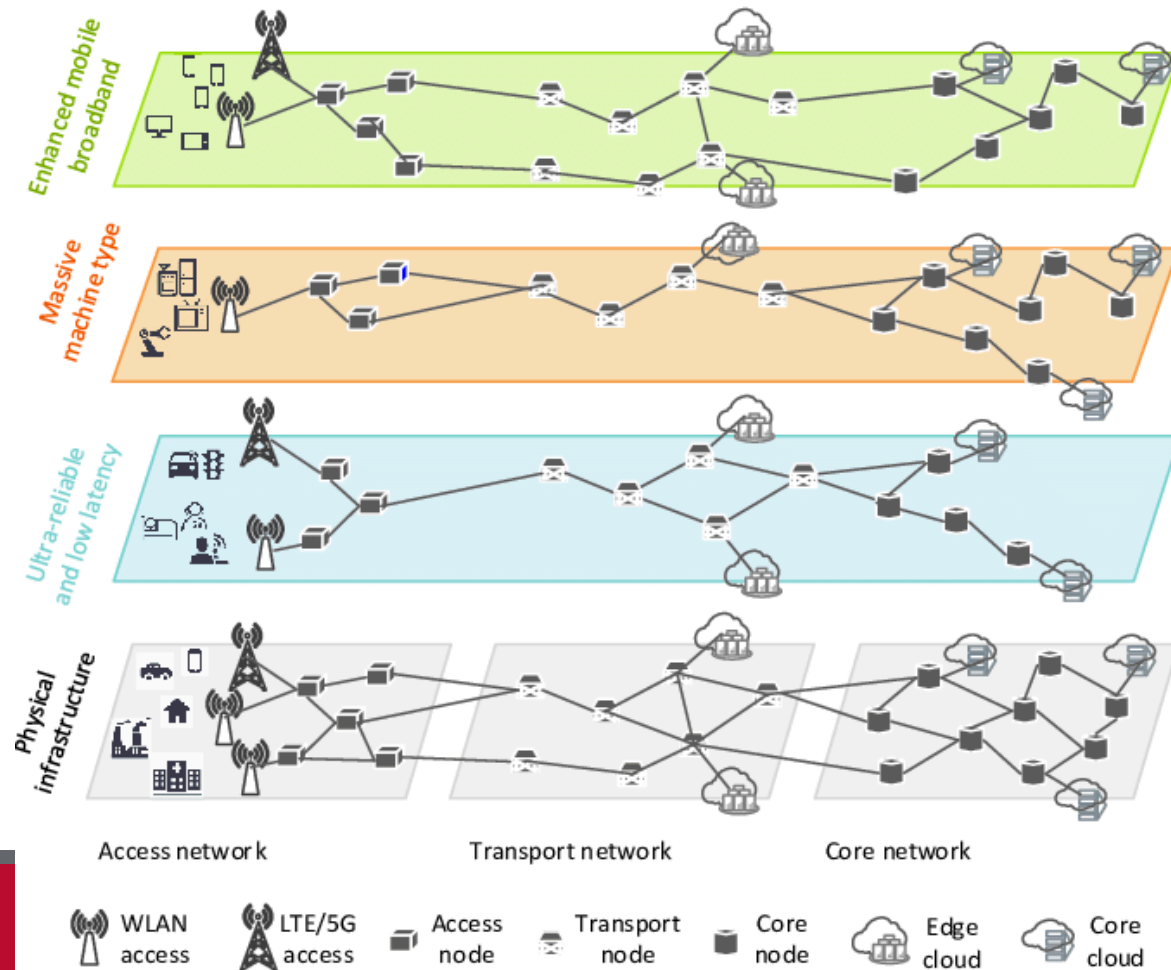 Enhanced mobile
broadband
Massive
machine type
Ultra-reliable
and low latency
Physical
infrastructure
Access network
Transport network
Core network
WLAN
access
LTE/5G
access
Access
node
Transport
node
Core
node
Edge
cloud
Core
cloud